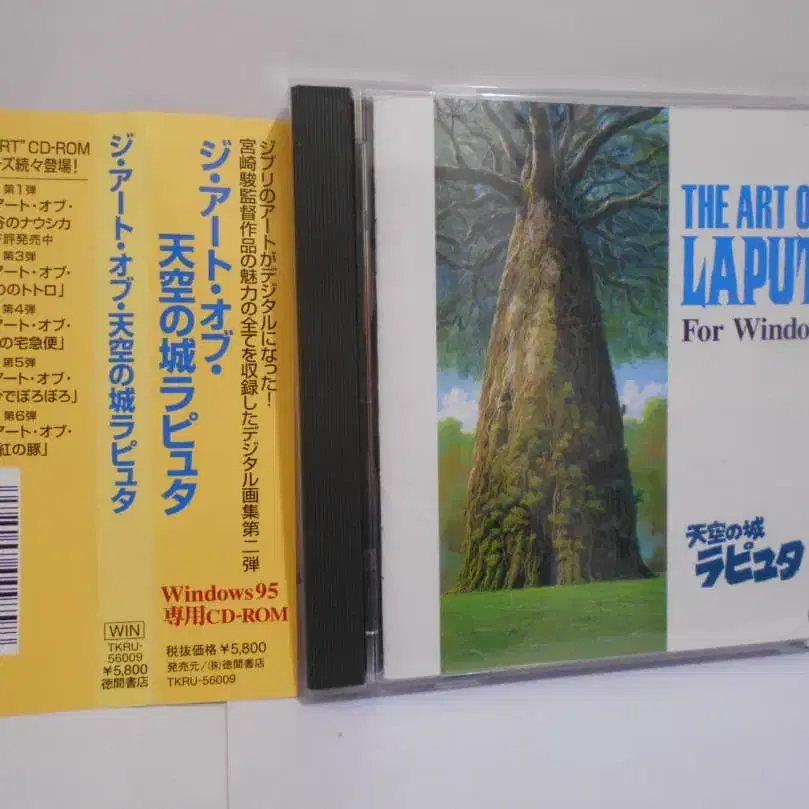 ART" CD-ROM
ーズ続々登場!
第1弾
アート・オブ・
谷のナウシカ
好評発売中
第3弾
アート・オブ・
のトトロ」
第4弾
アート・オブ・
の宅急便」
第5弾
アート・オブ・
でぽろぽろ」
第6弾
アート・オブ・
紅の豚」
ジ・アート・オブ・天空の城ラピュタ
WIN
TKRU-
56009
¥5,800
徳間書店
ジブリのアートがデジタルになった!
宮崎駿監督作品の魅力の全てを収録したデジタル画集第二弾
ジ・アート・オブ・
天空の城ラピュタ
Windows95
専用CD-ROM
税抜価格¥5,800
発売元/㈱徳間書店
TKRU-56009
THE ART O
LAPUT
For Windo
天空の城
ラピュタ